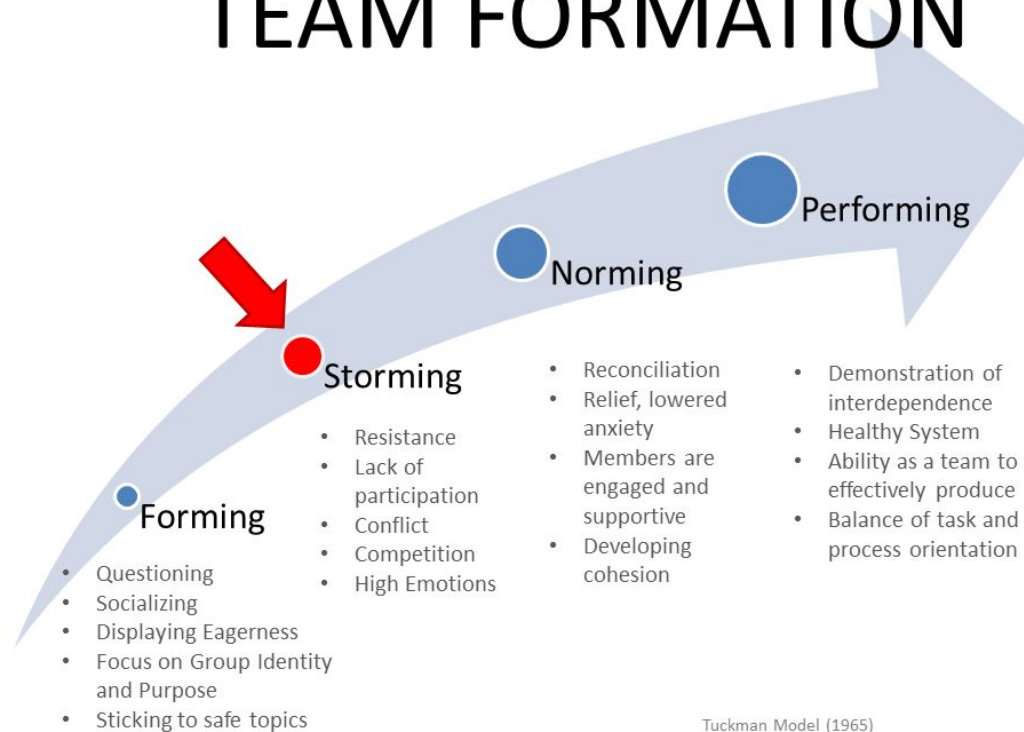 TEAM FORMATION
Forming
• Questioning
• Socializing
• Displaying Eagerness
• Focus on Group Identity
and Purpose
• Sticking to safe topics
Storming
• Resistance
• Lack of
participation
• Conflict
• Competition
• High Emotions
Norming
• Reconciliation
• Relief, lowered
anxiety
• Members are
engaged and
supportive
• Developing
cohesion
Performing
• Demonstration of
interdependence
• Healthy System
• Ability as a team to
effectively produce
• Balance of task and
process orientation
Tuckman Model (1965)